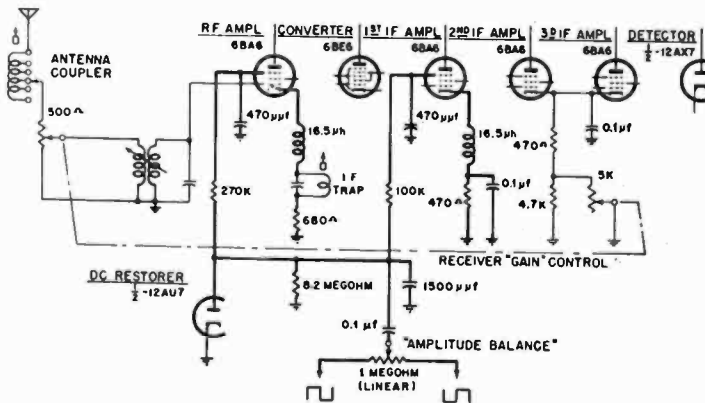 RF AMPL
6BA6
CONVERTER
6BE6
1ST IF AMPL
6BA6
2ND IF AMPL
6BA6
3D IF AMPL
6BA6
DETECTOR
½-12AX7
ANTENNA
COUPLER
500Ω
470μμf
16.5μh
IF
TRAP
680Ω
270K
100K
470μμf
16.5μh
0.1μf
470Ω
470Ω
0.1μf
4.7K
5K
RECEIVER "GAIN" CONTROL
DC RESTORER
½-12AU7
8.2 MEGOHM
1500μμf
0.1μf
"AMPLITUDE BALANCE"
1 MEGOHM
(LINEAR)